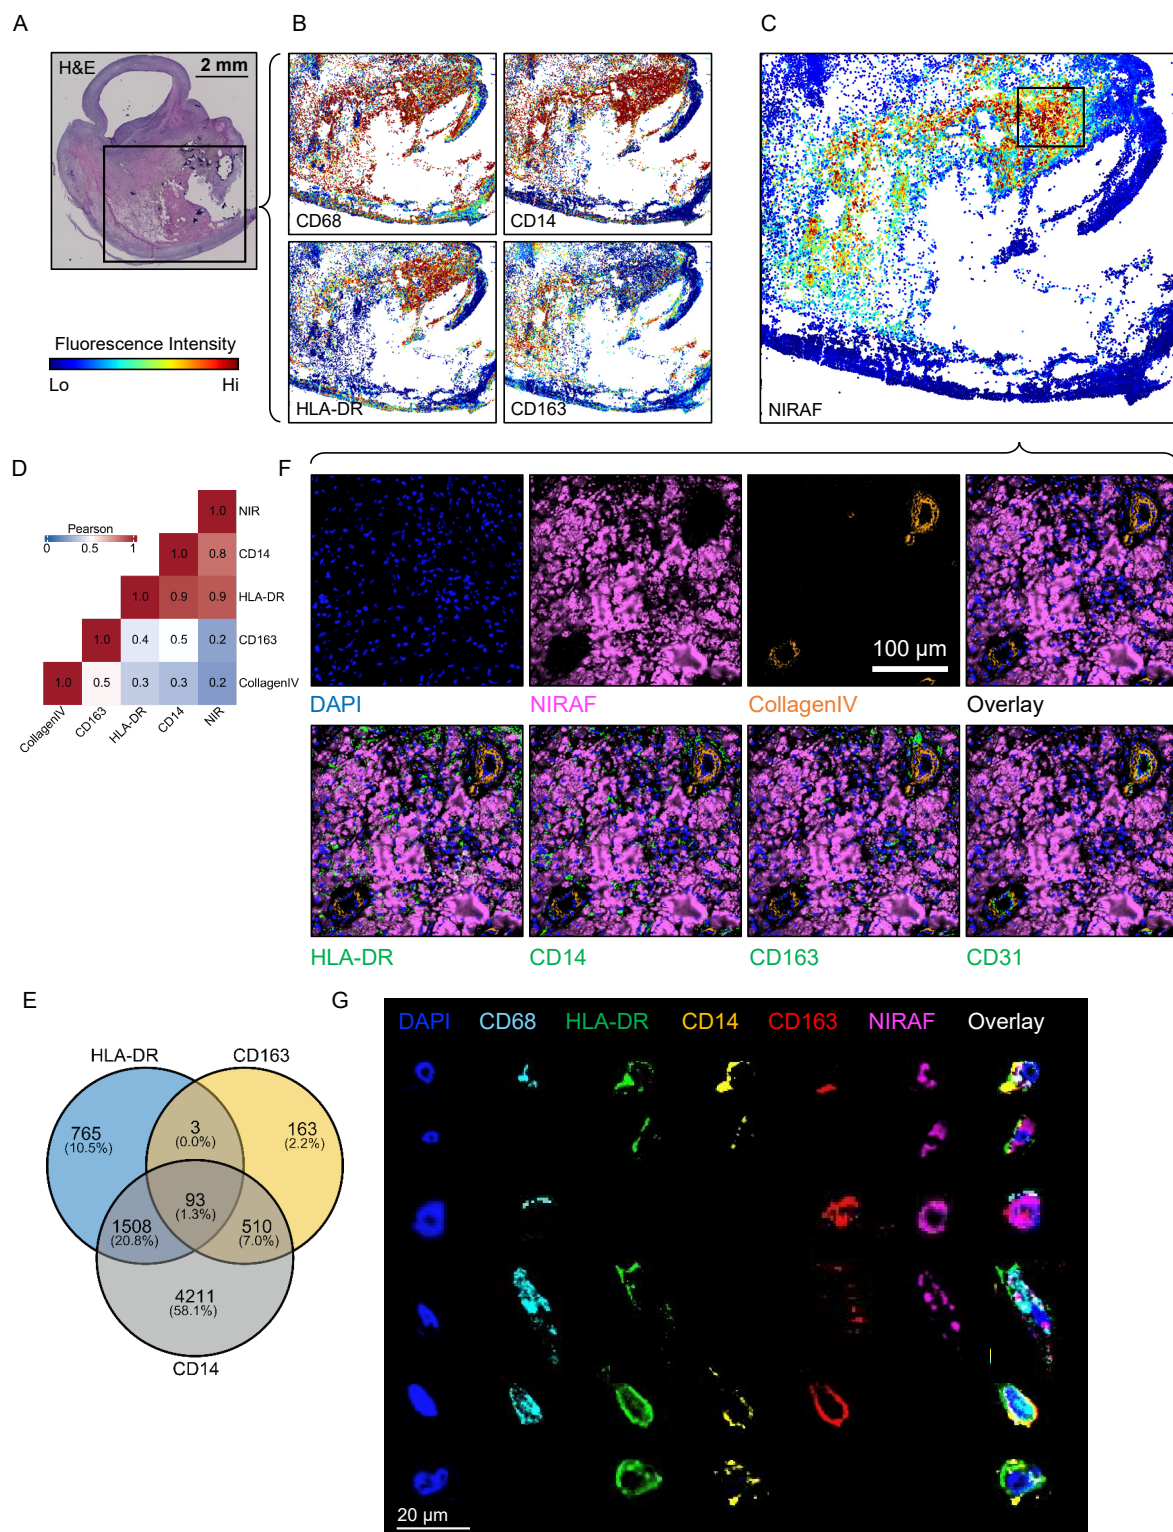 A
B
C
H&E
2 mm
CD68
CD14
HLA-DR
CD163
NIRAF
Fluorescence Intensity
Lo
Hi
D
Pearson
0
0.5
1
1.0
NIR
1.0
0.8
CD14
1.0
0.9
0.9
HLA-DR
1.0
0.4
0.5
0.2
CD163
1.0
0.5
0.3
0.3
0.2
CollagenIV
CollagenIV
CD163
HLA-DR
CD14
NIR
F
100 µm
DAPI
NIRAF
CollagenIV
Overlay
HLA-DR
CD14
CD163
CD31
E
HLA-DR
CD163
765
(10.5%)
3
(0.0%)
163
(2.2%)
93
(1.3%)
1508
(20.8%)
510
(7.0%)
4211
(58.1%)
CD14
G
DAPI
CD68
HLA-DR
CD14
CD163
NIRAF
Overlay
20 µm